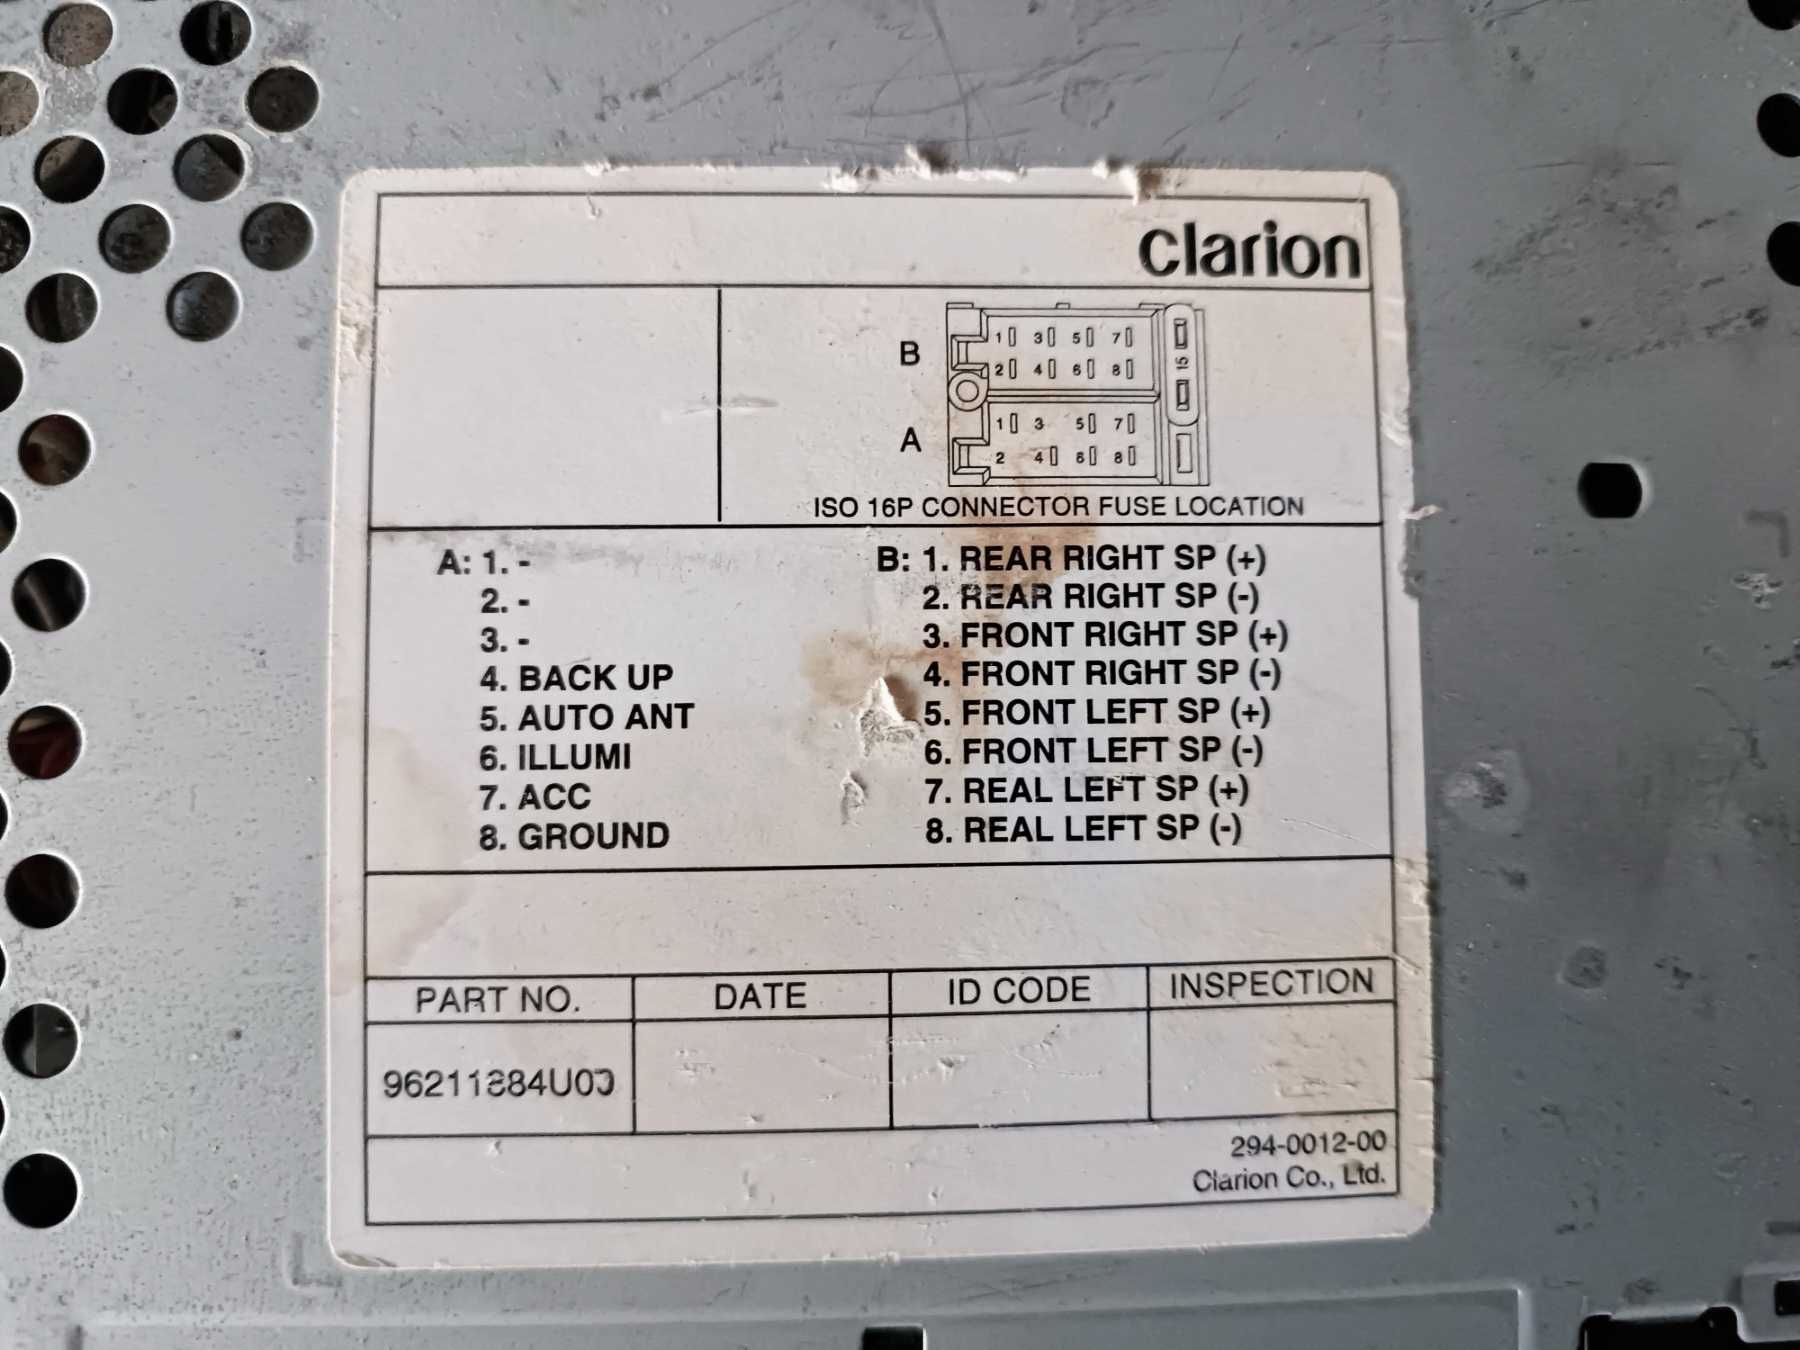 Clarion
B
1 3 5 7
2 4 6 8
15
A
1 3 5 7
2 4 6 8
ISO 16P CONNECTOR FUSE LOCATION
A: 1. -
2. -
3. -
4. BACK UP
5. AUTO ANT
6. ILLUMI
7. ACC
8. GROUND
B: 1. REAR RIGHT SP (+)
2. REAR RIGHT SP (-)
3. FRONT RIGHT SP (+)
4. FRONT RIGHT SP (-)
5. FRONT LEFT SP (+)
6. FRONT LEFT SP (-)
7. REAL LEFT SP (+)
8. REAL LEFT SP (-)
PART NO. DATE ID CODE INSPECTION
96211884U00
294-0012-00
Clarion Co., Ltd.